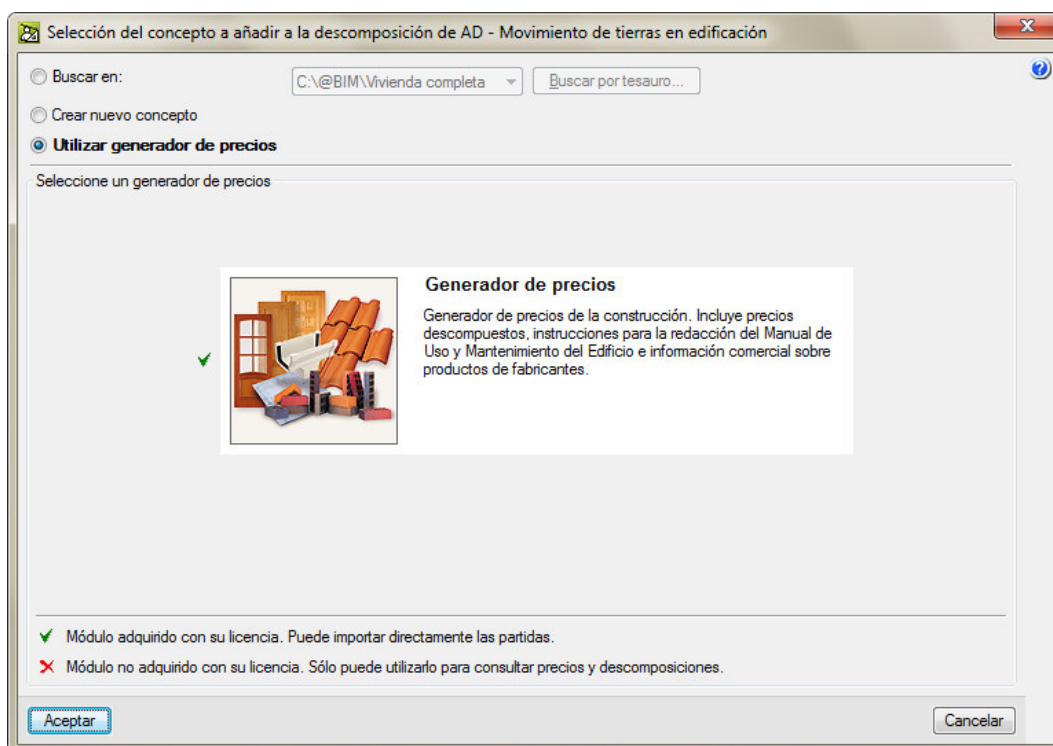 Selección del concepto a añadir a la descomposición de AD - Movimiento de tierras en edificación
Buscar en:
C:\@BIM\Vivienda completa
Buscar por tesauro...
Crear nuevo concepto
Utilizar generador de precios
Seleccione un generador de precios
Generador de precios
Generador de precios de la construcción. Incluye precios
descompuestos, instrucciones para la redacción del Manual de
Uso y Mantenimiento del Edificio e información comercial sobre
productos de fabricantes.
Módulo adquirido con su licencia. Puede importar directamente las partidas.
Módulo no adquirido con su licencia. Sólo puede utilizarlo para consultar precios y descomposiciones.
Aceptar
Cancelar